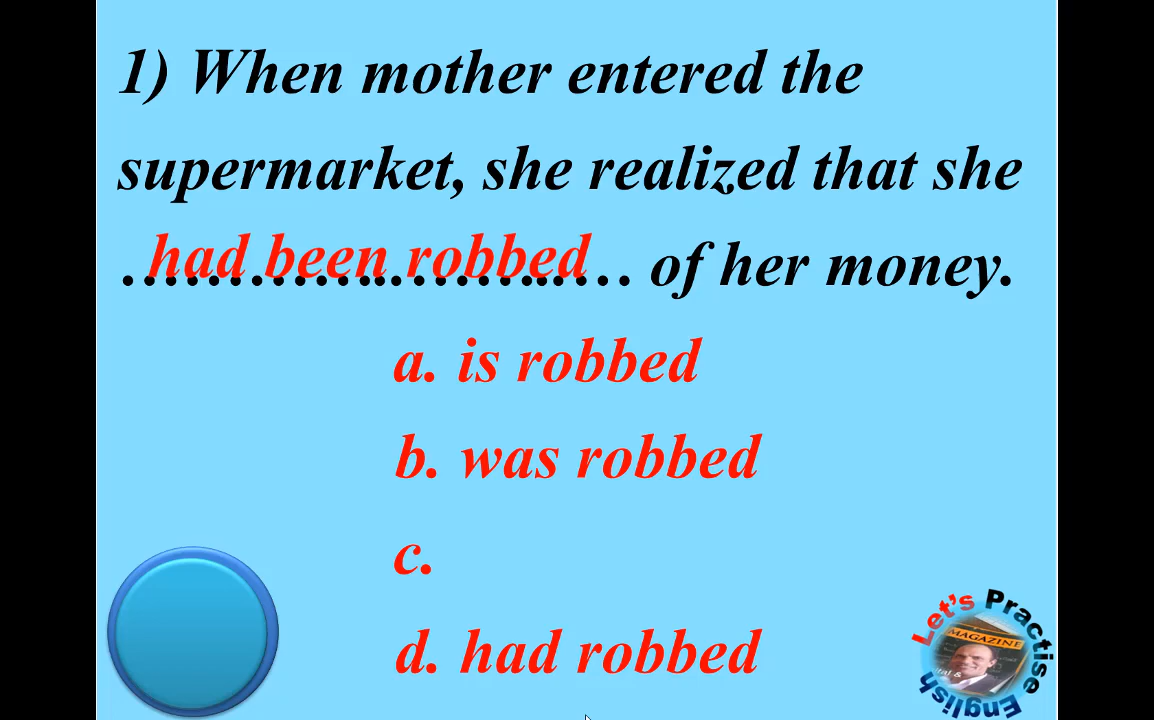 1) When mother entered the
supermarket, she realized that she
had been robbed
……………………… of her money.
a. is robbed
b. was robbed
c.
d. had robbed
Let's Practise English
MAGAZINE